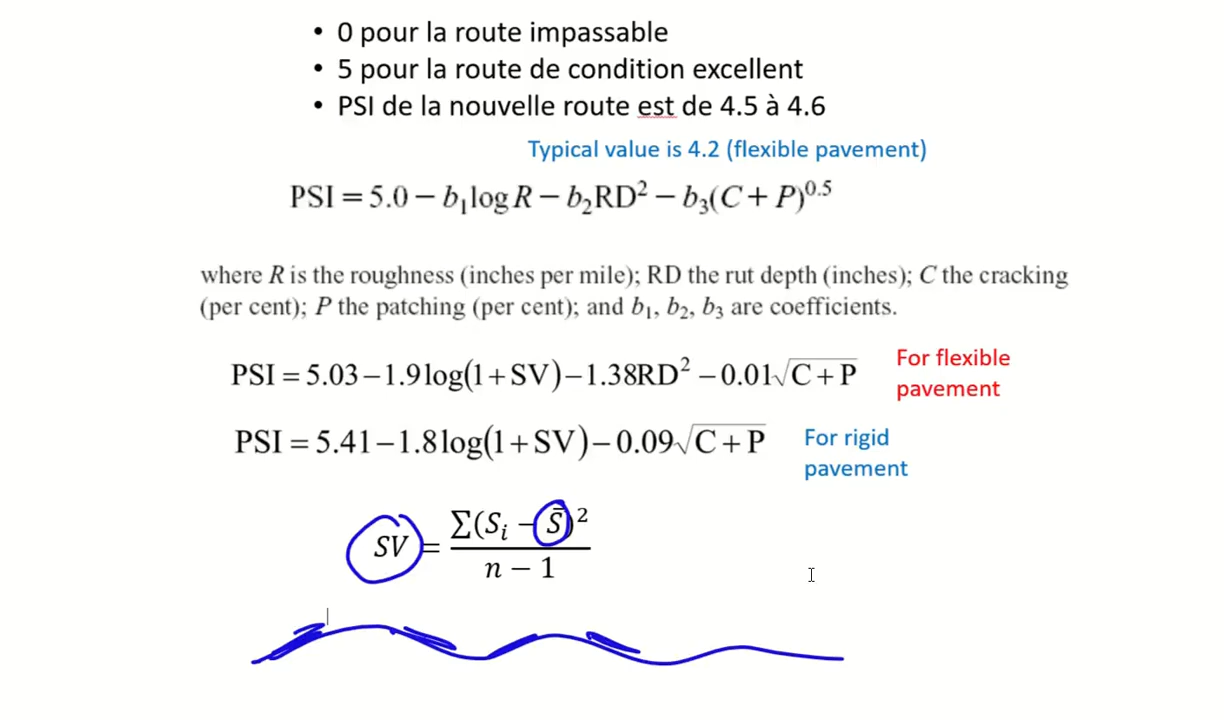 • 0 pour la route impassable
• 5 pour la route de condition excellent
• PSI de la nouvelle route est de 4.5 à 4.6
Typical value is 4.2 (flexible pavement)
PSI = 5.0 − b₁log R − b₂RD² − b₃(C + P)^0.5
where R is the roughness (inches per mile); RD the rut depth (inches); C the cracking
(per cent); P the patching (per cent); and b₁, b₂, b₃ are coefficients.
PSI = 5.03 − 1.9 log(1 + SV) − 1.38RD² − 0.01√(C + P)
For flexible
pavement
PSI = 5.41 − 1.8 log(1 + SV) − 0.09√(C + P)
For rigid
pavement
SV = ∑(Sᵢ − S̄)² / (n − 1)